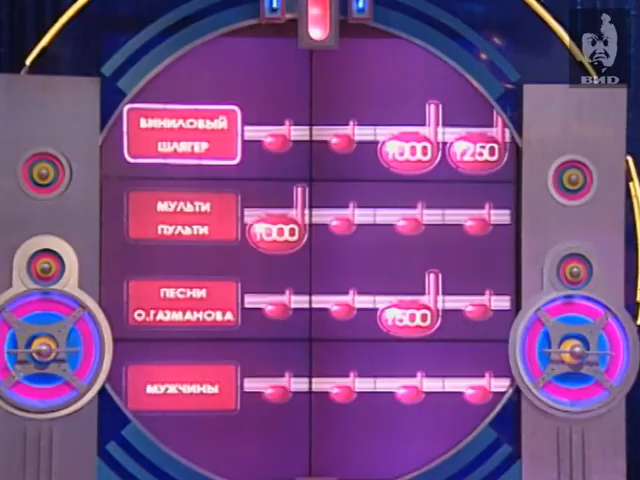 ВИD
ВИНИЛОВЫЙ
ШЛЯГЕР
1000
1250
МУЛЬТИ
ПУЛЬТИ
1000
ПЕСНИ
О.ГАЗМАНОВА
1500
МУЖЧИНЫ